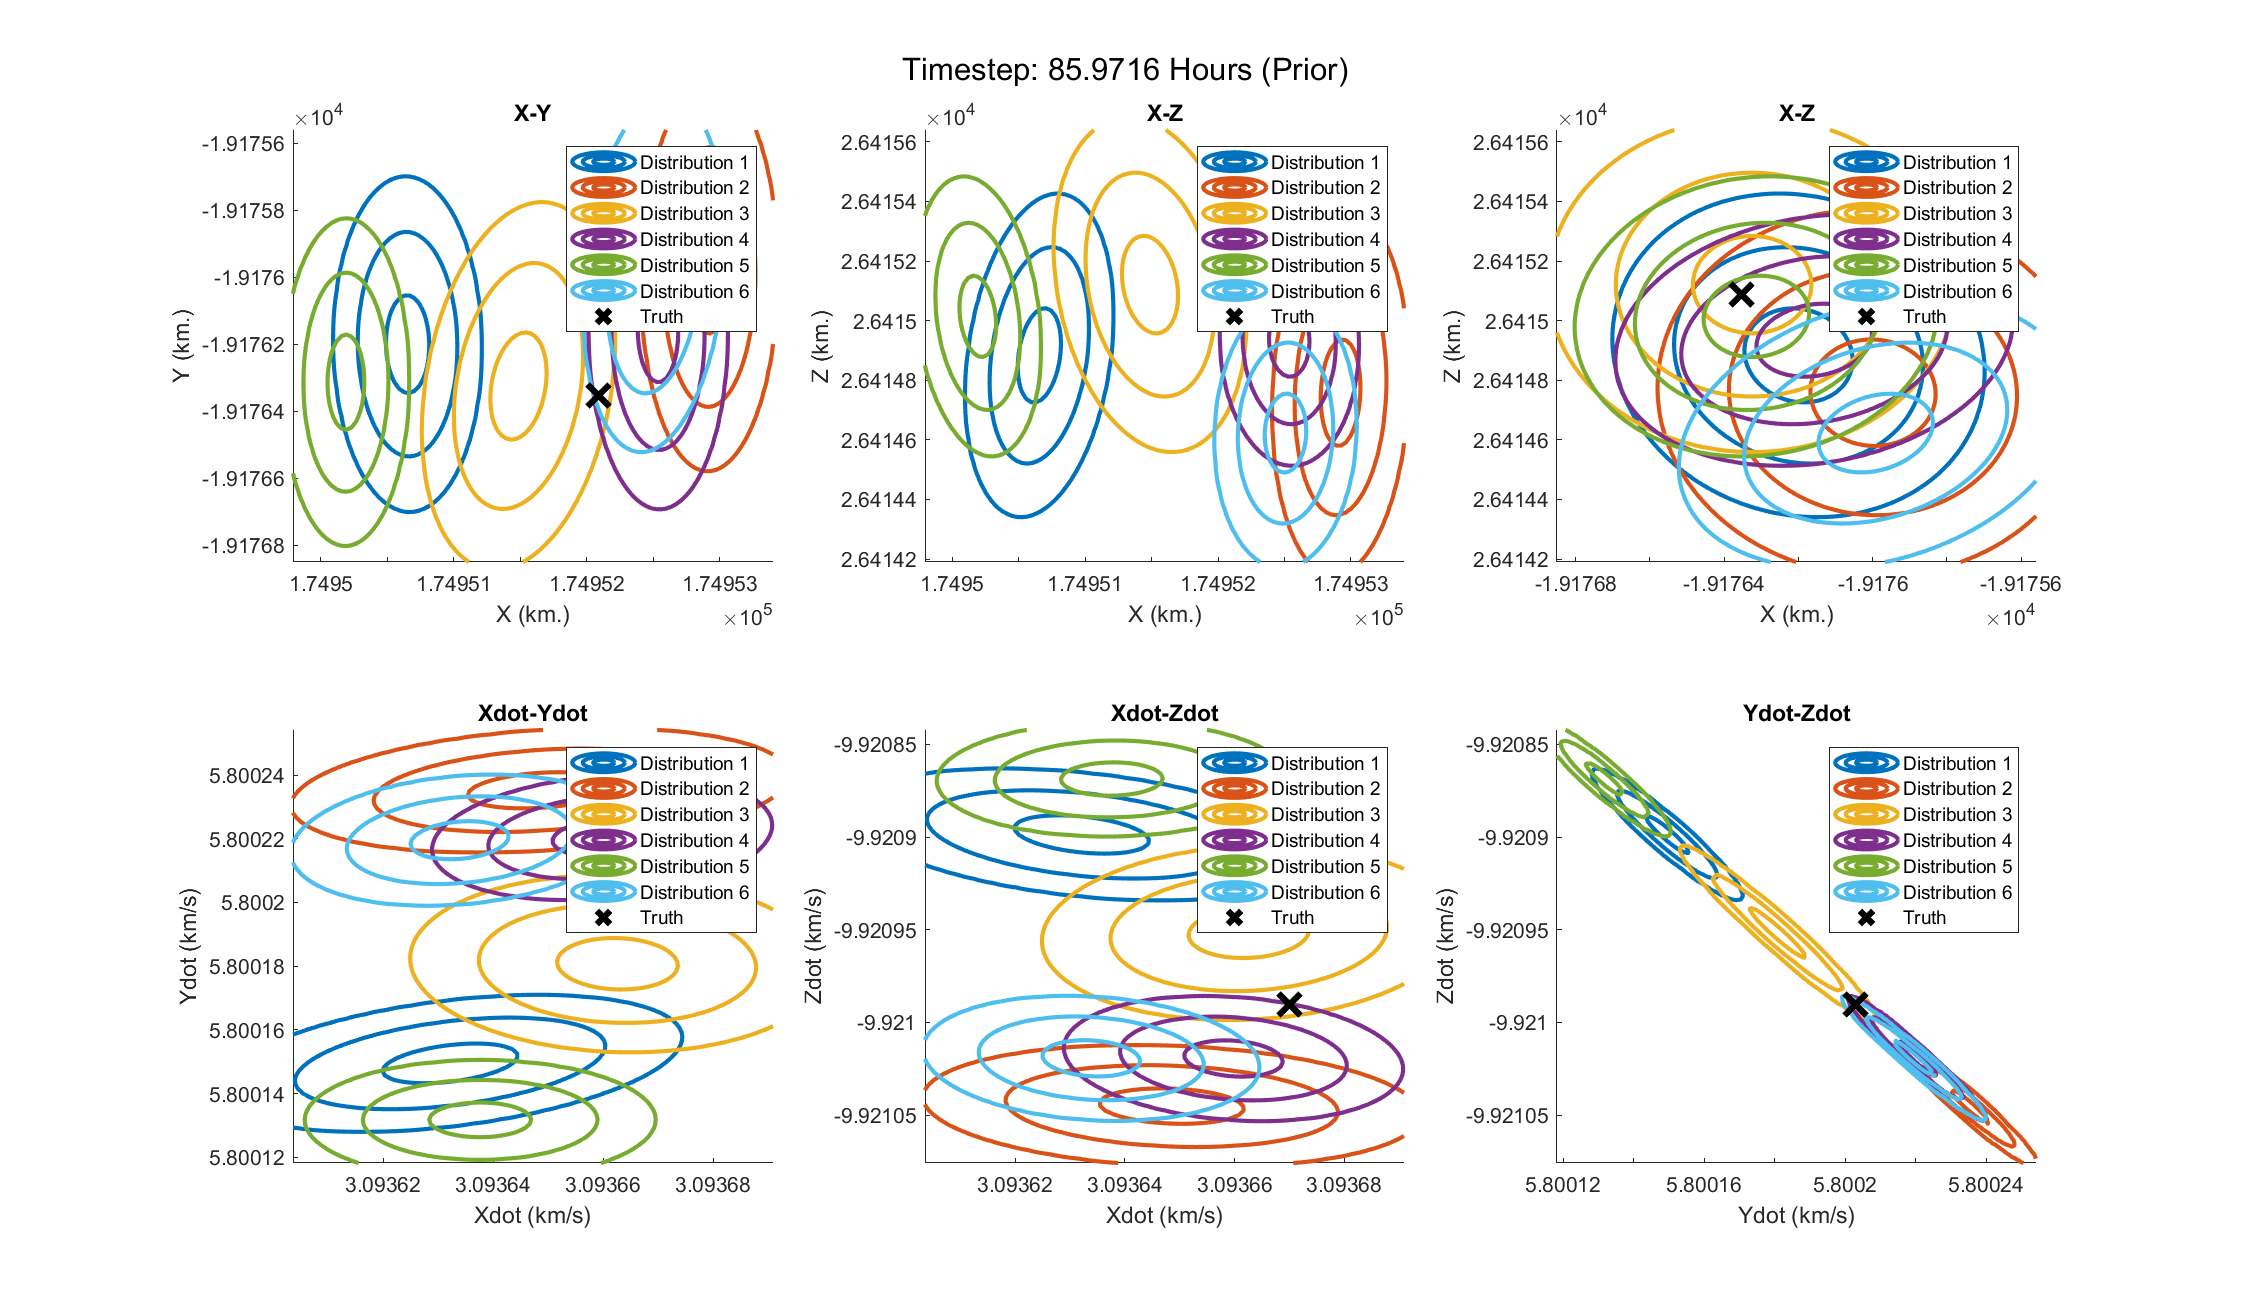 Timestep: 85.9716 Hours (Prior)
X-Y
×10^4
-1.91756
-1.91758
-1.9176
-1.91762
-1.91764
-1.91766
-1.91768
Y (km.)
1.7495
1.74951
1.74952
1.74953
X (km.)
×10^5
Distribution 1
Distribution 2
Distribution 3
Distribution 4
Distribution 5
Distribution 6
Truth
X-Z
×10^4
2.64156
2.64154
2.64152
2.6415
2.64148
2.64146
2.64144
2.64142
Z (km.)
1.7495
1.74951
1.74952
1.74953
X (km.)
×10^5
Distribution 1
Distribution 2
Distribution 3
Distribution 4
Distribution 5
Distribution 6
Truth
X-Z
×10^4
2.64156
2.64154
2.64152
2.6415
2.64148
2.64146
2.64144
2.64142
Z (km.)
-1.91768
-1.91764
-1.9176
-1.91756
X (km.)
×10^4
Distribution 1
Distribution 2
Distribution 3
Distribution 4
Distribution 5
Distribution 6
Truth
Xdot-Ydot
5.80024
5.80022
5.8002
5.80018
5.80016
5.80014
5.80012
Ydot (km/s)
3.09362
3.09364
3.09366
3.09368
Xdot (km/s)
Distribution 1
Distribution 2
Distribution 3
Distribution 4
Distribution 5
Distribution 6
Truth
Xdot-Zdot
-9.92085
-9.9209
-9.92095
-9.921
-9.92105
Zdot (km/s)
3.09362
3.09364
3.09366
3.09368
Xdot (km/s)
Distribution 1
Distribution 2
Distribution 3
Distribution 4
Distribution 5
Distribution 6
Truth
Ydot-Zdot
-9.92085
-9.9209
-9.92095
-9.921
-9.92105
Zdot (km/s)
5.80012
5.80016
5.8002
5.80024
Ydot (km/s)
Distribution 1
Distribution 2
Distribution 3
Distribution 4
Distribution 5
Distribution 6
Truth